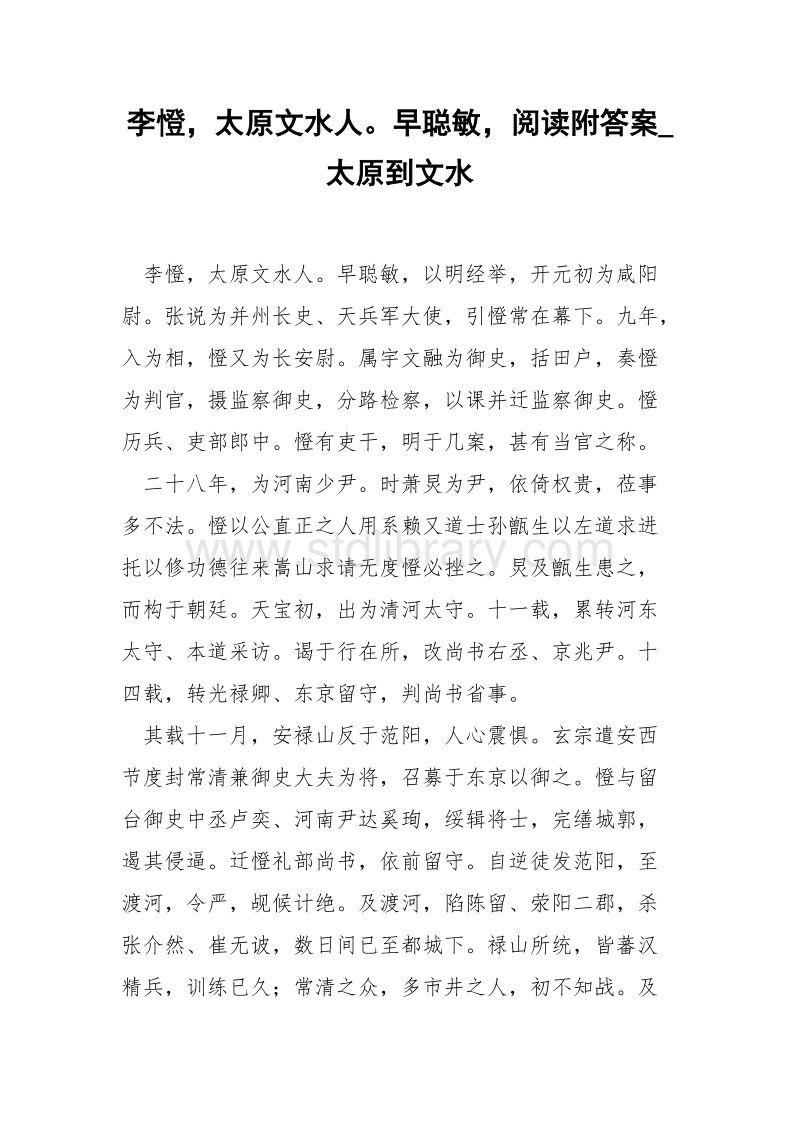 李憕，太原文水人。早聪敏，阅读附答案_
太原到文水
李憕，太原文水人。早聪敏，以明经举，开元初为咸阳
尉。张说为并州长史、天兵军大使，引憕常在幕下。九年，
入为相，憕又为长安尉。属宇文融为御史，括田户，奏憕
为判官，摄监察御史，分路检察，以课并迁监察御史。憕
历兵、吏部郎中。憕有吏干，明于几案，甚有当官之称。
二十八年，为河南少尹。时萧炅为尹，依倚权贵，莅事
多不法。憕以公直正之人用系赖又道士孙甑生以左道求进
托以修功德往来嵩山求请无度憕必挫之。炅及甑生患之，
而构于朝廷。天宝初，出为清河太守。十一载，累转河东
太守、本道采访。谒于行在所，改尚书右丞、京兆尹。十
四载，转光禄卿、东京留守，判尚书省事。
其载十一月，安禄山反于范阳，人心震惧。玄宗遣安西
节度封常清兼御史大夫为将，召募于东京以御之。憕与留
台御史中丞卢奕、河南尹达奚珣，绥辑将士，完缮城郭，
遏其侵逼。迁憕礼部尚书，依前留守。自逆徒发范阳，至
渡河，令严，觇候计绝。及渡河，陷陈留、荥阳二郡，杀
张介然、崔无诐，数日间已至都城下。禄山所统，皆蕃汉
精兵，训练已久；常清之众，多市井之人，初不知战。及
www.stdlibrary.com